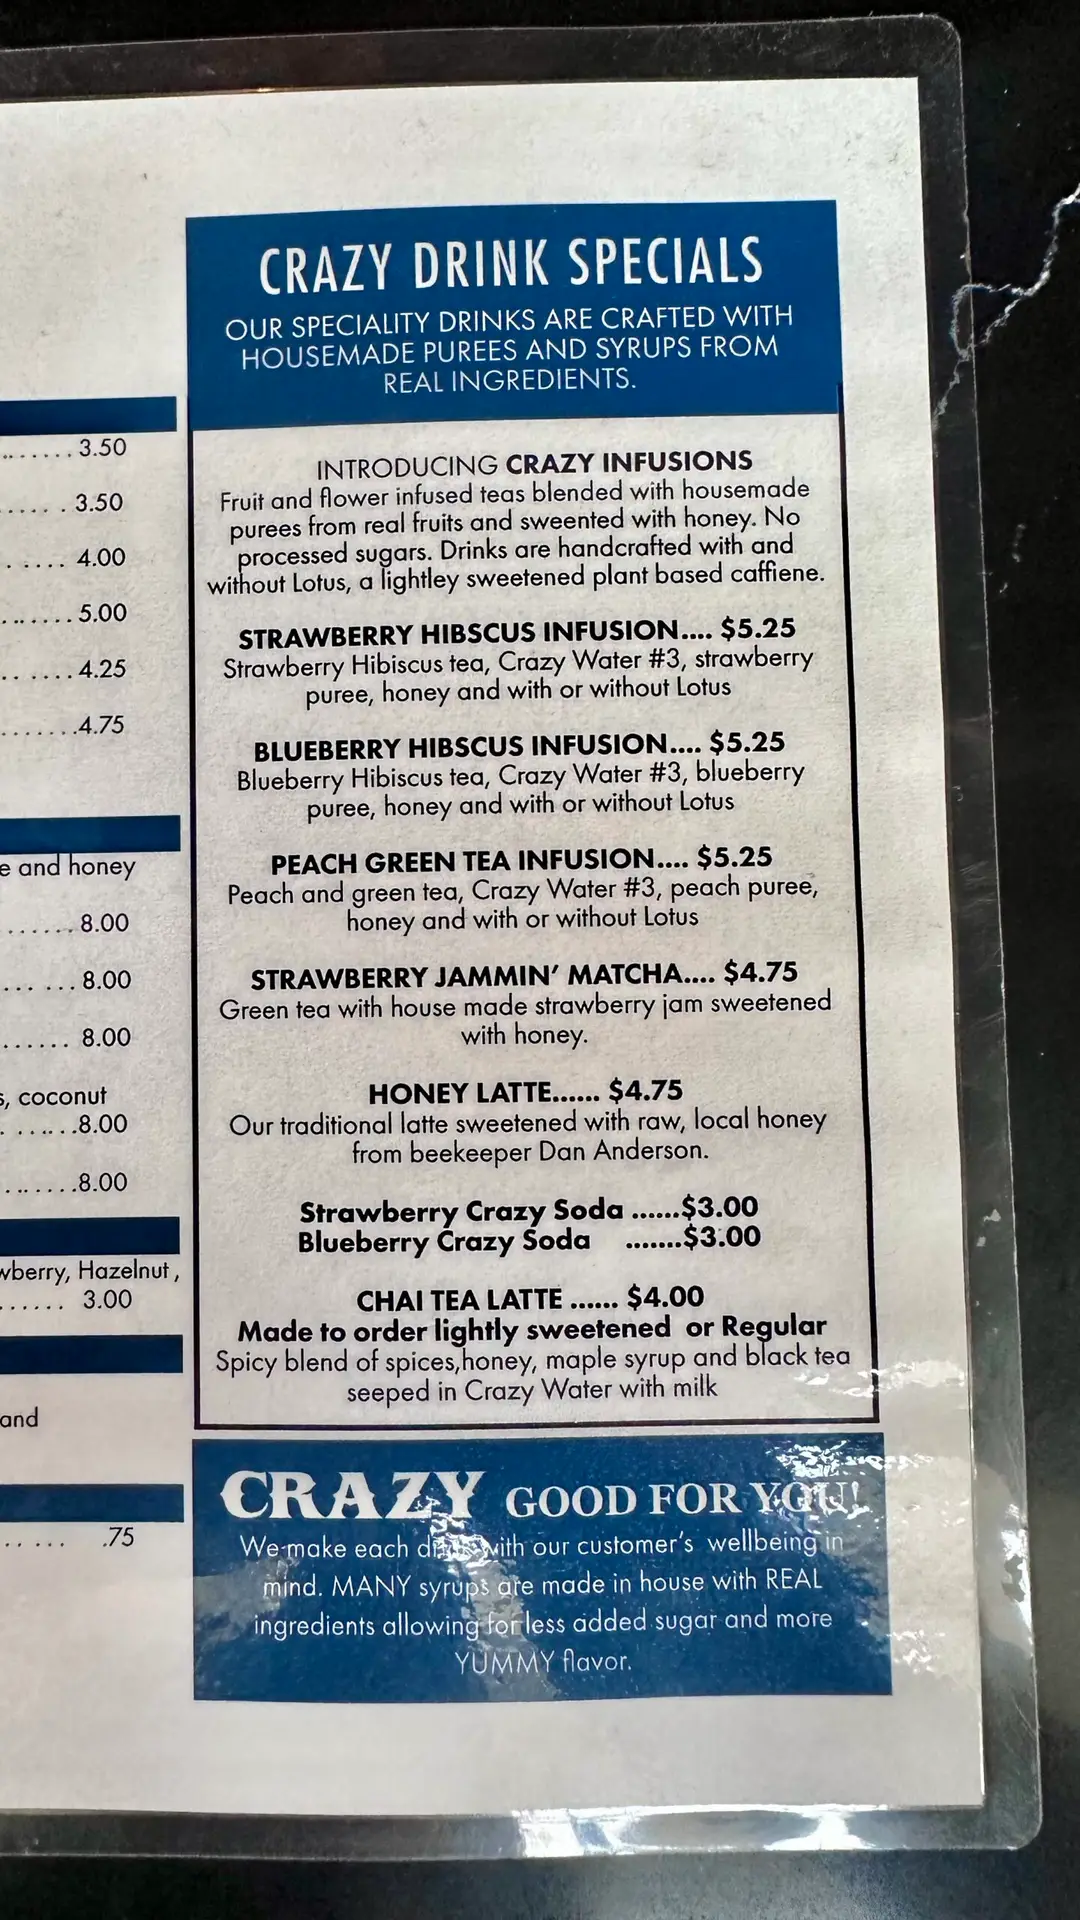 3.50
3.50
4.00
5.00
4.25
4.75
e and honey
8.00
8.00
8.00
s, coconut
8.00
8.00
wberry, Hazelnut,
3.00
and
.75
CRAZY DRINK SPECIALS
OUR SPECIALITY DRINKS ARE CRAFTED WITH
HOUSEMADE PUREES AND SYRUPS FROM
REAL INGREDIENTS.
INTRODUCING CRAZY INFUSIONS
Fruit and flower infused teas blended with housemade
purees from real fruits and sweented with honey. No
processed sugars. Drinks are handcrafted with and
without Lotus, a lightley sweetened plant based caffiene.
STRAWBERRY HIBSCUS INFUSION.... $5.25
Strawberry Hibiscus tea, Crazy Water #3, strawberry
puree, honey and with or without Lotus
BLUEBERRY HIBSCUS INFUSION.... $5.25
Blueberry Hibiscus tea, Crazy Water #3, blueberry
puree, honey and with or without Lotus
PEACH GREEN TEA INFUSION.... $5.25
Peach and green tea, Crazy Water #3, peach puree,
honey and with or without Lotus
STRAWBERRY JAMMIN' MATCHA.... $4.75
Green tea with house made strawberry jam sweetened
with honey.
HONEY LATTE...... $4.75
Our traditional latte sweetened with raw, local honey
from beekeeper Dan Anderson.
Strawberry Crazy Soda ......$3.00
Blueberry Crazy Soda .......$3.00
CHAI TEA LATTE ...... $4.00
Made to order lightly sweetened or Regular
Spicy blend of spices,honey, maple syrup and black tea
seeped in Crazy Water with milk
CRAZY GOOD FOR YOU!
We make each drink with our customer's wellbeing in
mind. MANY syrups are made in house with REAL
ingredients allowing for less added sugar and more
YUMMY flavor.